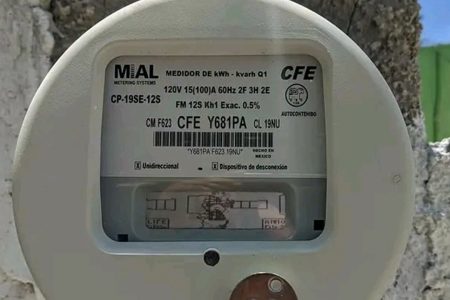 MIAL
METERING SYSTEMS
MEDIDOR DE kWh - kvarh Q1
CFE
120V 15(100)A 60Hz 2F 3H 2E
CP-19SE-12S
FM 12S Kh1 Exac. 0.5%
AUTOCONTENIDO
CM F623 CFE Y681PA CL 19NU
*Y681PA F623 19NU*
HECHO EN
MEXICO
X Unidireccional
X Dispositivo de desconexión